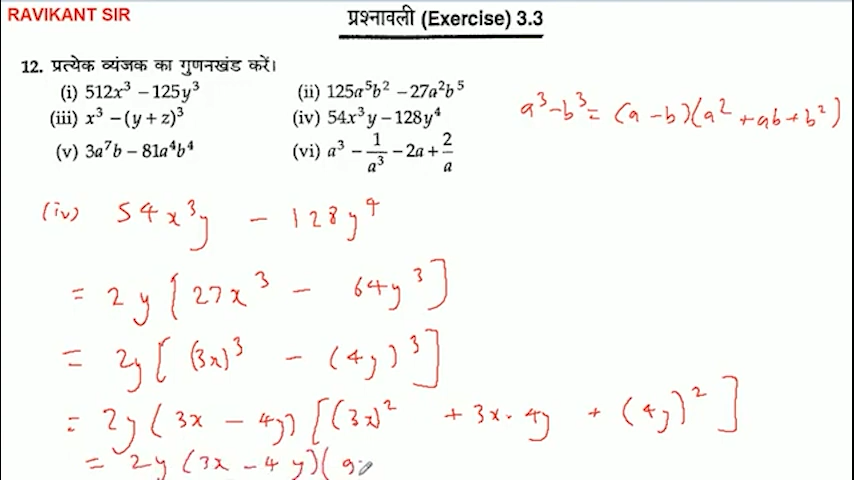 RAVIKANT SIR
प्रश्नावली (Exercise) 3.3
12. प्रत्येक व्यंजक का गुणनखंड करें।
(i) 512x³ − 125y³ (ii) 125a⁵b² − 27a²b⁵
(iii) x³ − (y + z)³ (iv) 54x³y − 128y⁴
(v) 3a⁷b − 81a⁴b⁴ (vi) a³ − 1/a³ − 2a + 2/a
a³ − b³ = (a − b)(a² + ab + b²)
(iv) 54x³y − 128y⁴
= 2y [27x³ − 64y³]
= 2y [(3x)³ − (4y)³]
= 2y (3x − 4y) [(3x)² + 3x · 4y + (4y)²]
= 2y (3x − 4y)(9